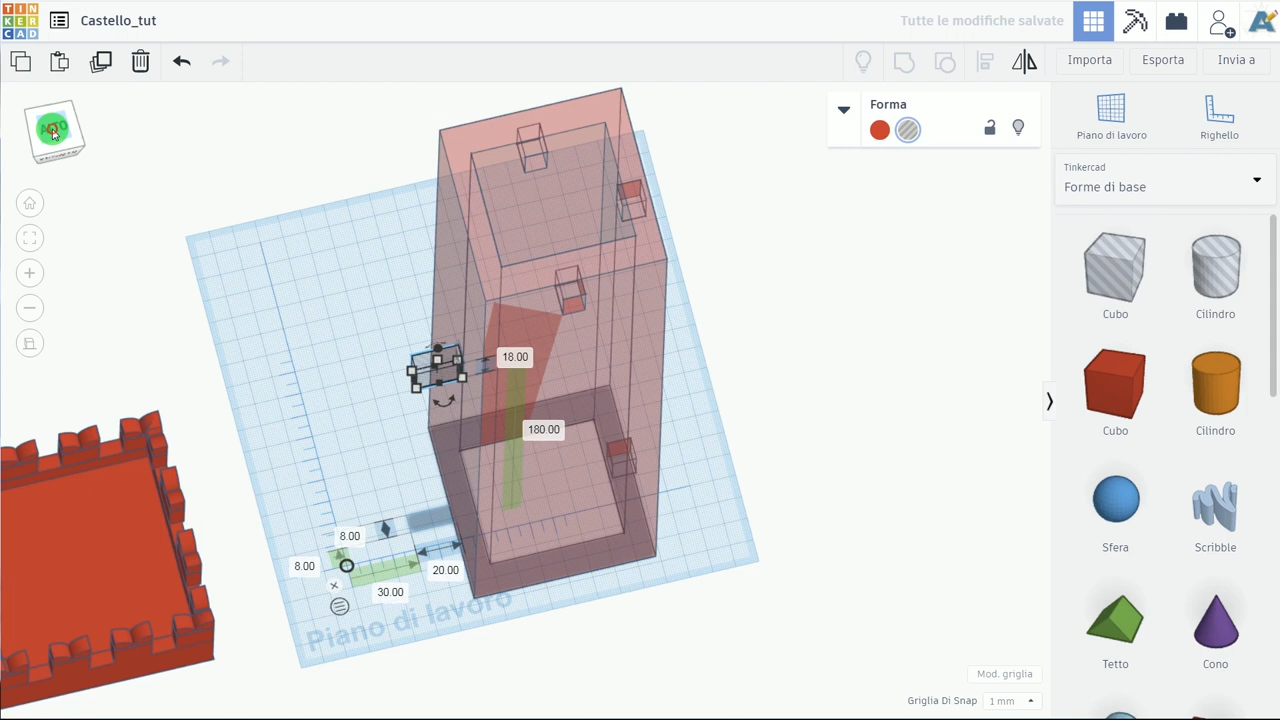 TIN
KER
CAD
Castello_tut
Tutte le modifiche salvate
Importa
Esporta
Invia a
ALTO
Forma
Piano di lavoro
Righello
Tinkercad
Forme di base
Cubo
Cilindro
Cubo
Cilindro
Sfera
Scribble
Tetto
Cono
18.00
180.00
8.00
8.00
20.00
30.00
Piano di lavoro
Mod. griglia
Griglia Di Snap
1 mm